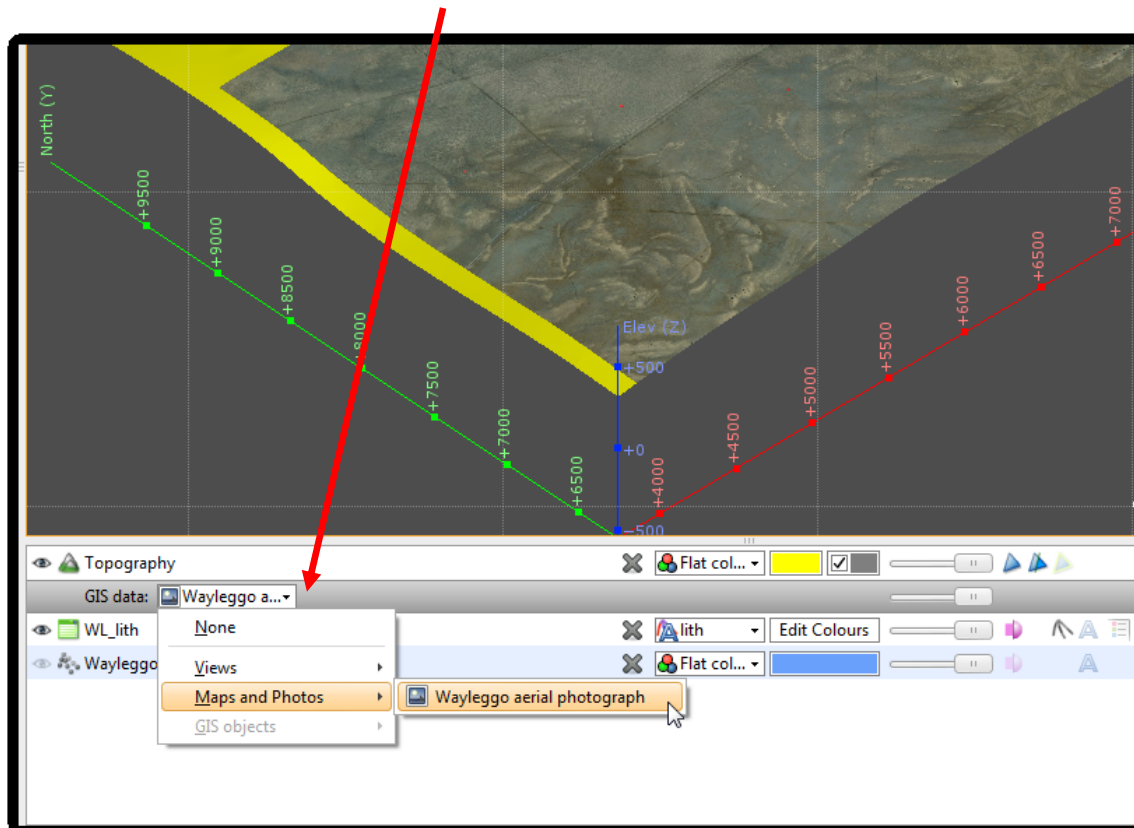 North (Y)
+9500
+9000
+8500
+8000
+7500
+7000
+6500
Elev (Z)
+500
+0
-500
+4000
+4500
+5000
+5500
+6000
+6500
+7000
Topography Flat col...
GIS data: Wayleggo a...
WL_lith lith Edit Colours
Wayleggo Flat col...
None
Views
Maps and Photos
GIS objects
Wayleggo aerial photograph